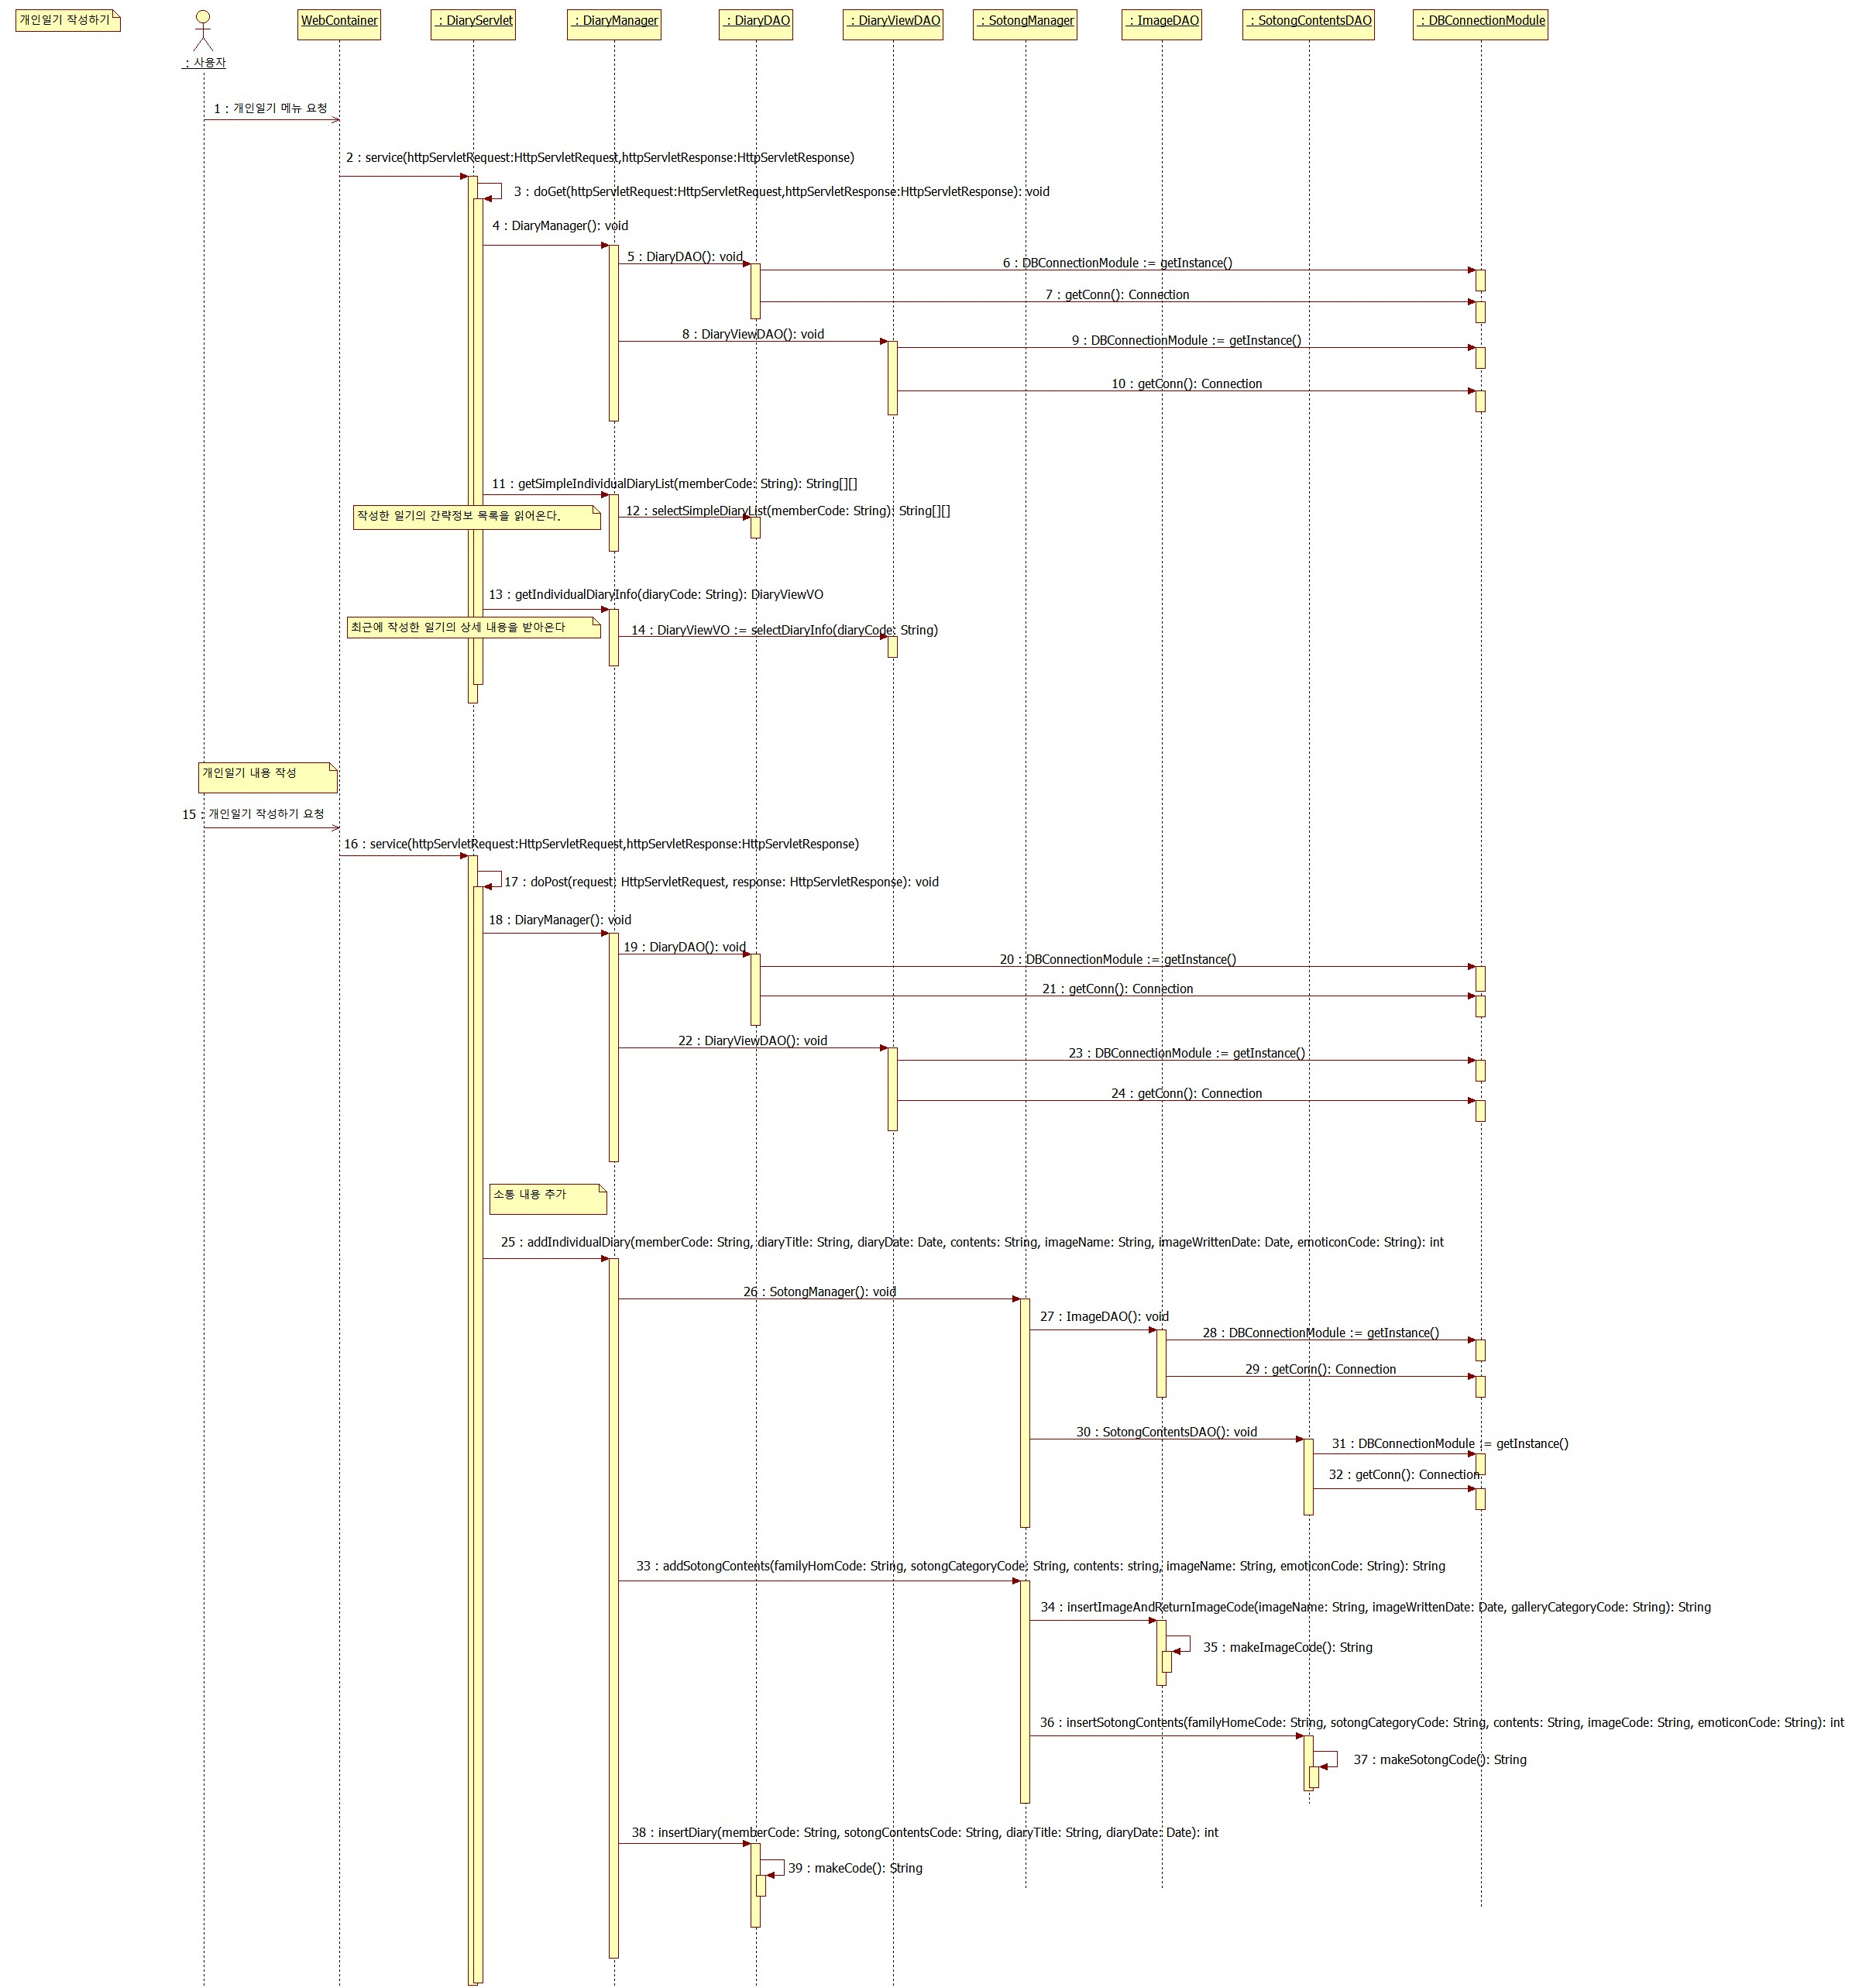 개인일기 작성하기
: 사용자
WebContainer
: DiaryServlet
: DiaryManager
: DiaryDAO
: DiaryViewDAO
: SotongManager
: ImageDAO
: SotongContentsDAO
: DBConnectionModule
1 : 개인일기 메뉴 요청
2 : service(httpServletRequest:HttpServletRequest,httpServletResponse:HttpServletResponse)
3 : doGet(httpServletRequest:HttpServletRequest,httpServletResponse:HttpServletResponse): void
4 : DiaryManager(): void
5 : DiaryDAO(): void
6 : DBConnectionModule := getInstance()
7 : getConn(): Connection
8 : DiaryViewDAO(): void
9 : DBConnectionModule := getInstance()
10 : getConn(): Connection
11 : getSimpleIndividualDiaryList(memberCode: String): String[][]
작성한 일기의 간략정보 목록을 읽어온다.
12 : selectSimpleDiaryList(memberCode: String): String[][]
13 : getIndividualDiaryInfo(diaryCode: String): DiaryViewVO
최근에 작성한 일기의 상세 내용을 받아온다
14 : DiaryViewVO := selectDiaryInfo(diaryCode: String)
개인일기 내용 작성
15 : 개인일기 작성하기 요청
16 : service(httpServletRequest:HttpServletRequest,httpServletResponse:HttpServletResponse)
17 : doPost(request: HttpServletRequest, response: HttpServletResponse): void
18 : DiaryManager(): void
19 : DiaryDAO(): void
20 : DBConnectionModule := getInstance()
21 : getConn(): Connection
22 : DiaryViewDAO(): void
23 : DBConnectionModule := getInstance()
24 : getConn(): Connection
소통 내용 추가
25 : addIndividualDiary(memberCode: String, diaryTitle: String, diaryDate: Date, contents: String, imageName: String, imageWrittenDate: Date, emoticonCode: String): int
26 : SotongManager(): void
27 : ImageDAO(): void
28 : DBConnectionModule := getInstance()
29 : getConn(): Connection
30 : SotongContentsDAO(): void
31 : DBConnectionModule := getInstance()
32 : getConn(): Connection
33 : addSotongContents(familyHomCode: String, sotongCategoryCode: String, contents: string, imageName: String, emoticonCode: String): String
34 : insertImageAndReturnImageCode(imageName: String, imageWrittenDate: Date, galleryCategoryCode: String): String
35 : makeImageCode(): String
36 : insertSotongContents(familyHomeCode: String, sotongCategoryCode: String, contents: String, imageCode: String, emoticonCode: String): int
37 : makeSotongCode(): String
38 : insertDiary(memberCode: String, sotongContentsCode: String, diaryTitle: String, diaryDate: Date): int
39 : makeCode(): String